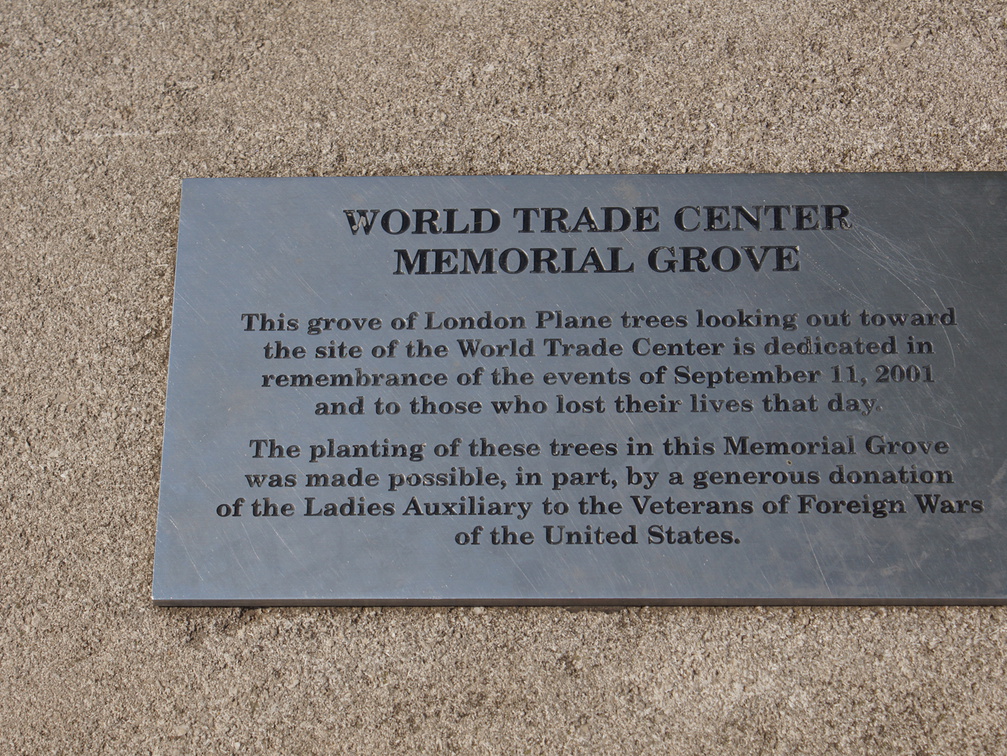 WORLD TRADE CENTER
MEMORIAL GROVE
This grove of London Plane trees looking out toward
the site of the World Trade Center is dedicated in
remembrance of the events of September 11, 2001
and to those who lost their lives that day.
The planting of these trees in this Memorial Grove
was made possible, in part, by a generous donation
of the Ladies Auxiliary to the Veterans of Foreign Wars
of the United States.